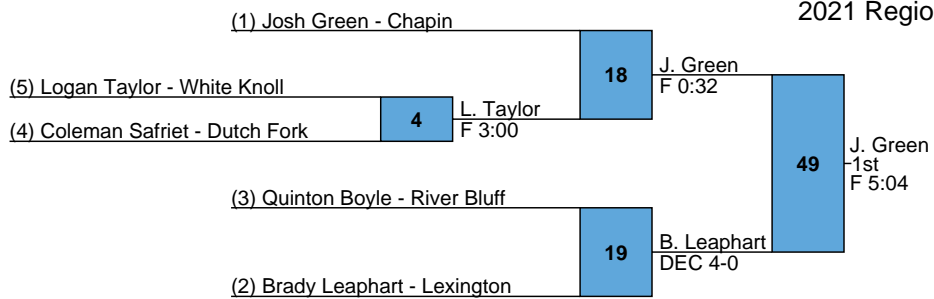 2021 Regio
(1) Josh Green - Chapin
18
J. Green
F 0:32
(5) Logan Taylor - White Knoll
4
L. Taylor
F 3:00
(4) Coleman Safriet - Dutch Fork
49
J. Green
1st
F 5:04
(3) Quinton Boyle - River Bluff
19
B. Leaphart
DEC 4-0
(2) Brady Leaphart - Lexington